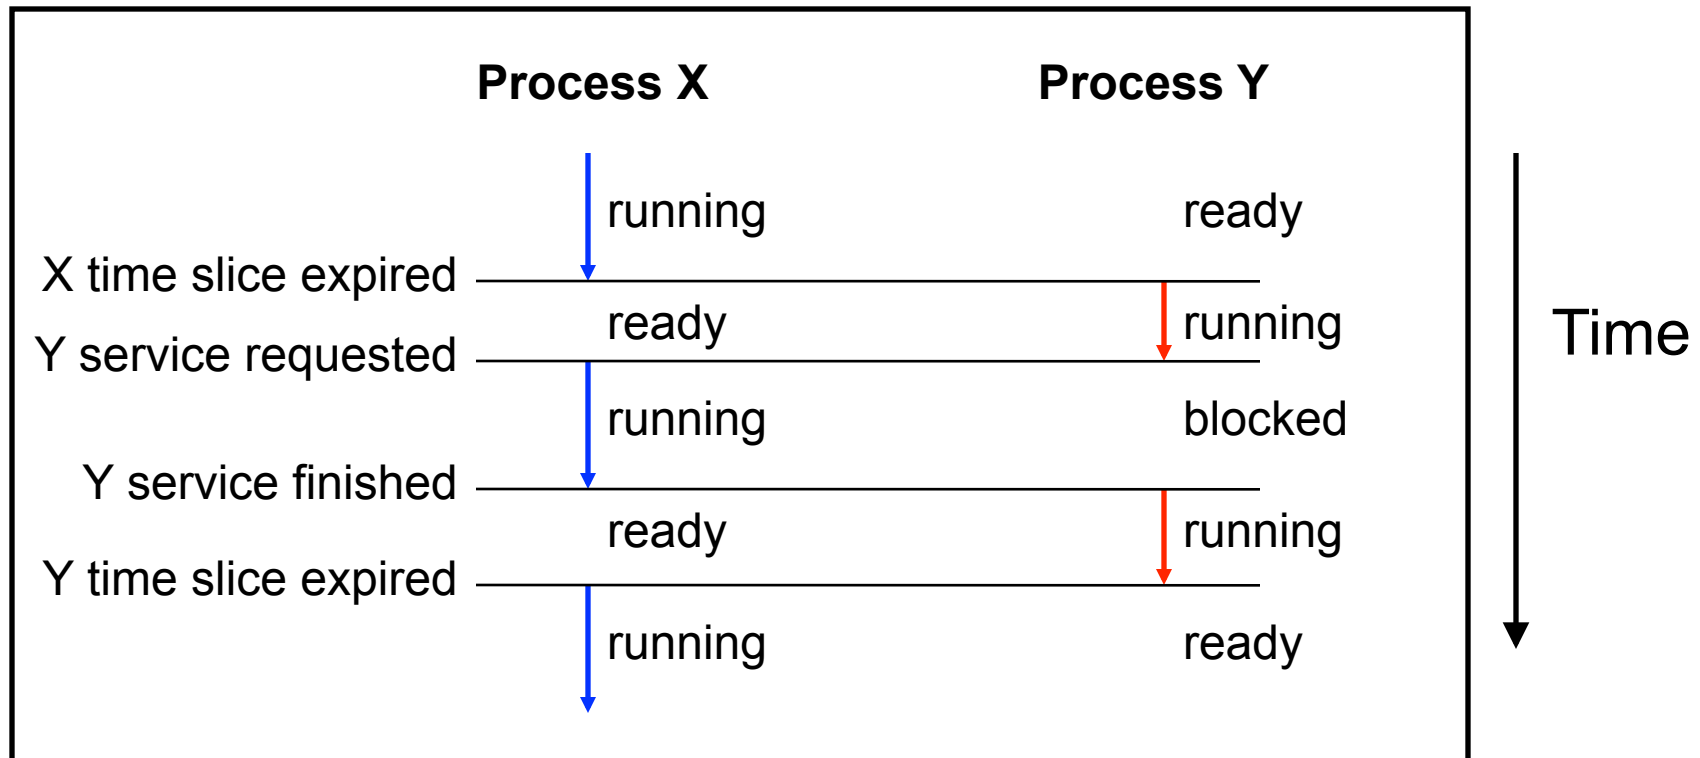 Process X Process Y
running ready
X time slice expired
ready running
Time
Y service requested
running blocked
Y service finished
ready running
Y time slice expired
running ready